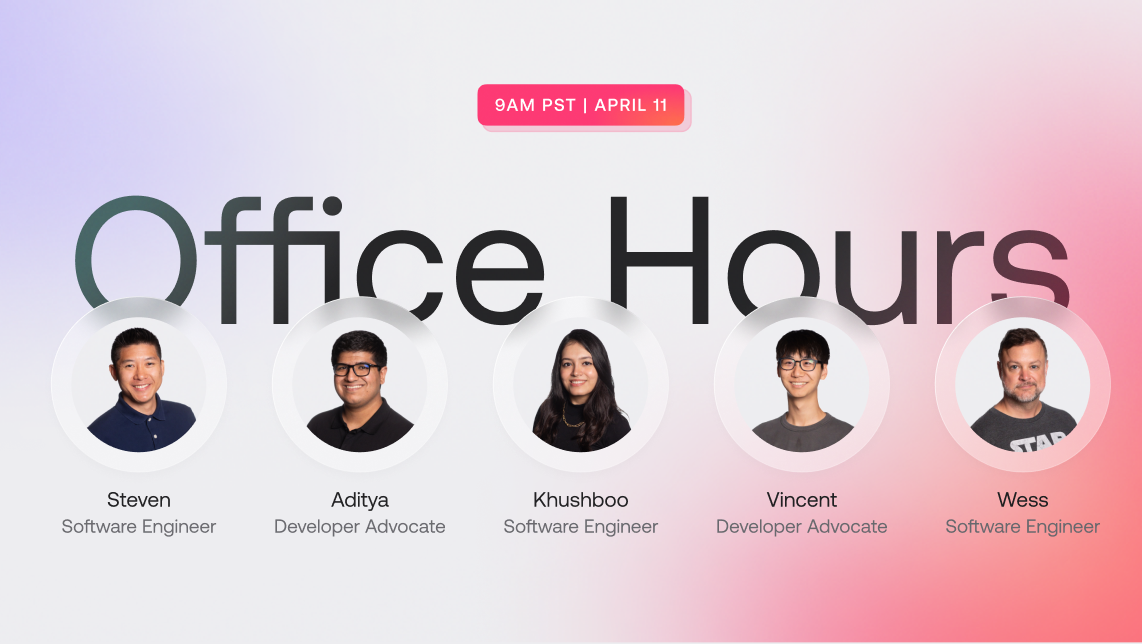 9AM PST | APRIL 11
Office Hours
STAR
Steven
Aditya
Khushboo
Vincent
Wess
Software Engineer
Developer Advocate
Software Engineer
Developer Advocate
Software Engineer